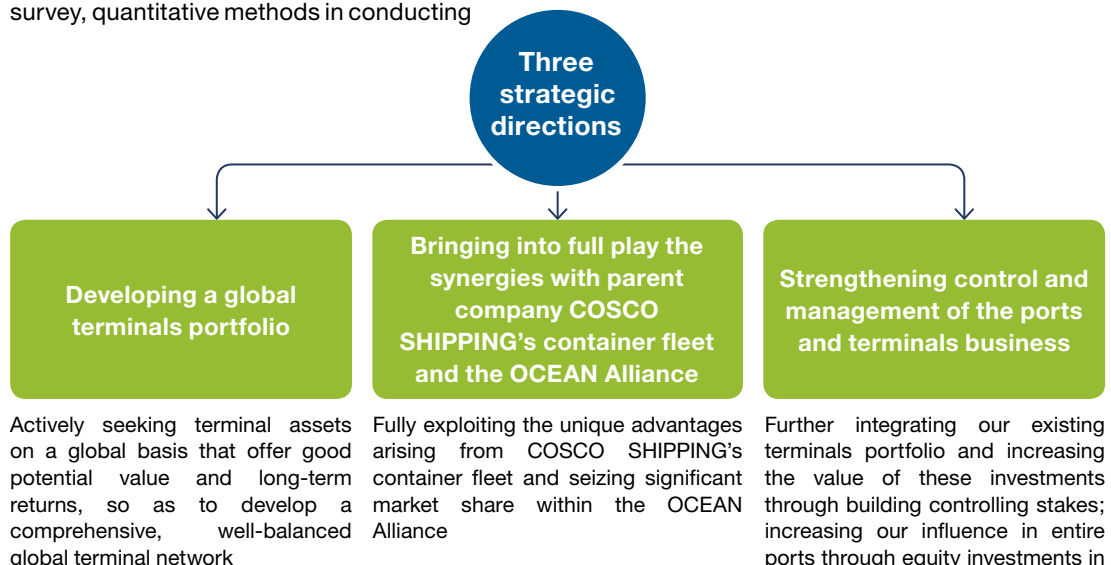 survey, quantitative methods in conducting
Three
strategic
directions
Developing a global
terminals portfolio
Bringing into full play the
synergies with parent
company COSCO
SHIPPING’s container fleet
and the OCEAN Alliance
Strengthening control and
management of the ports
and terminals business
Actively seeking terminal assets
on a global basis that offer good
potential value and long-term
returns, so as to develop a
comprehensive, well-balanced
global terminal network
Fully exploiting the unique advantages
arising from COSCO SHIPPING’s
container fleet and seizing significant
market share within the OCEAN
Alliance
Further integrating our existing
terminals portfolio and increasing
the value of these investments
through building controlling stakes;
increasing our influence in entire
ports through equity investments in